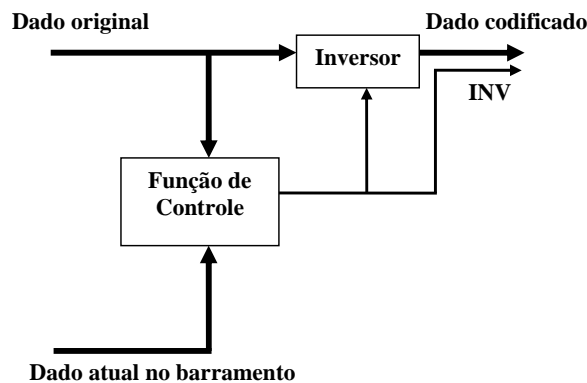 Dado original
Dado codificado
Inversor
INV
Função de
Controle
Dado atual no barramento